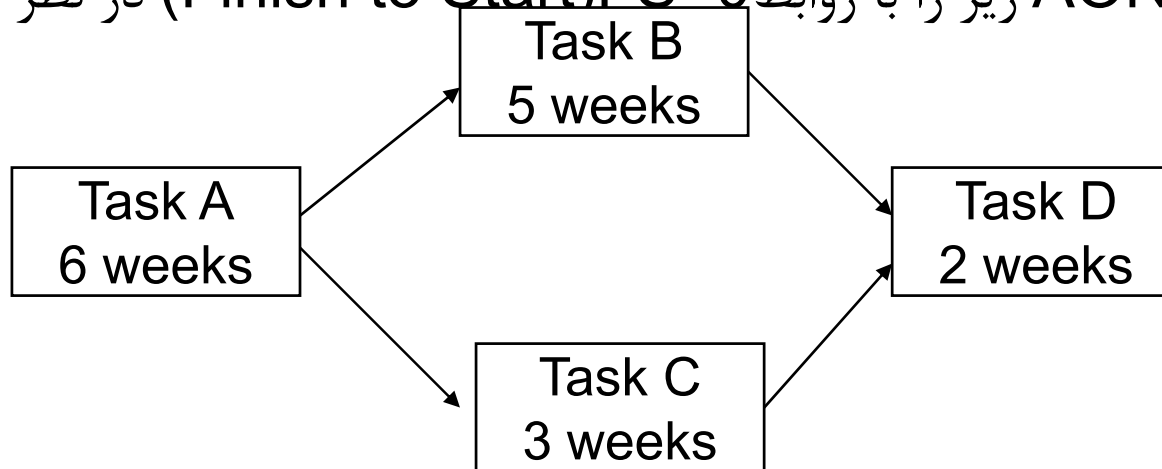 AON زیر را با روابط (Finish to Start) در نظر
Task B
5 weeks
Task A
6 weeks
Task D
2 weeks
Task C
3 weeks